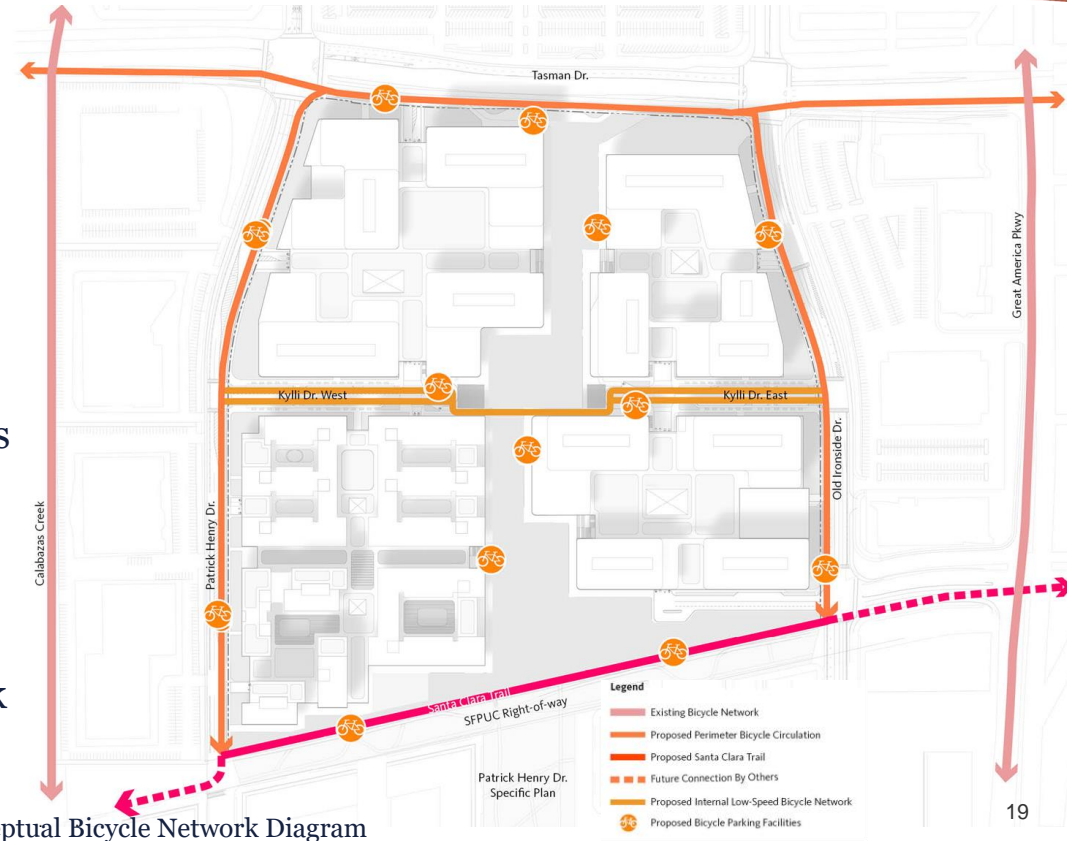 Tasman Dr.
Great America Pkwy
Kylli Dr. West
Kylli Dr. East
s
Old Ironside Dr.
Calabazas Creek
Patrick Henry Dr.
k
Santa Clara Trail
SFPUC Right-of-way
Patrick Henry Dr.
Specific Plan
Legend
Existing Bicycle Network
Proposed Perimeter Bicycle Circulation
Proposed Santa Clara Trail
Future Connection By Others
Proposed Internal Low-Speed Bicycle Network
Proposed Bicycle Parking Facilities
19
eptual Bicycle Network Diagram